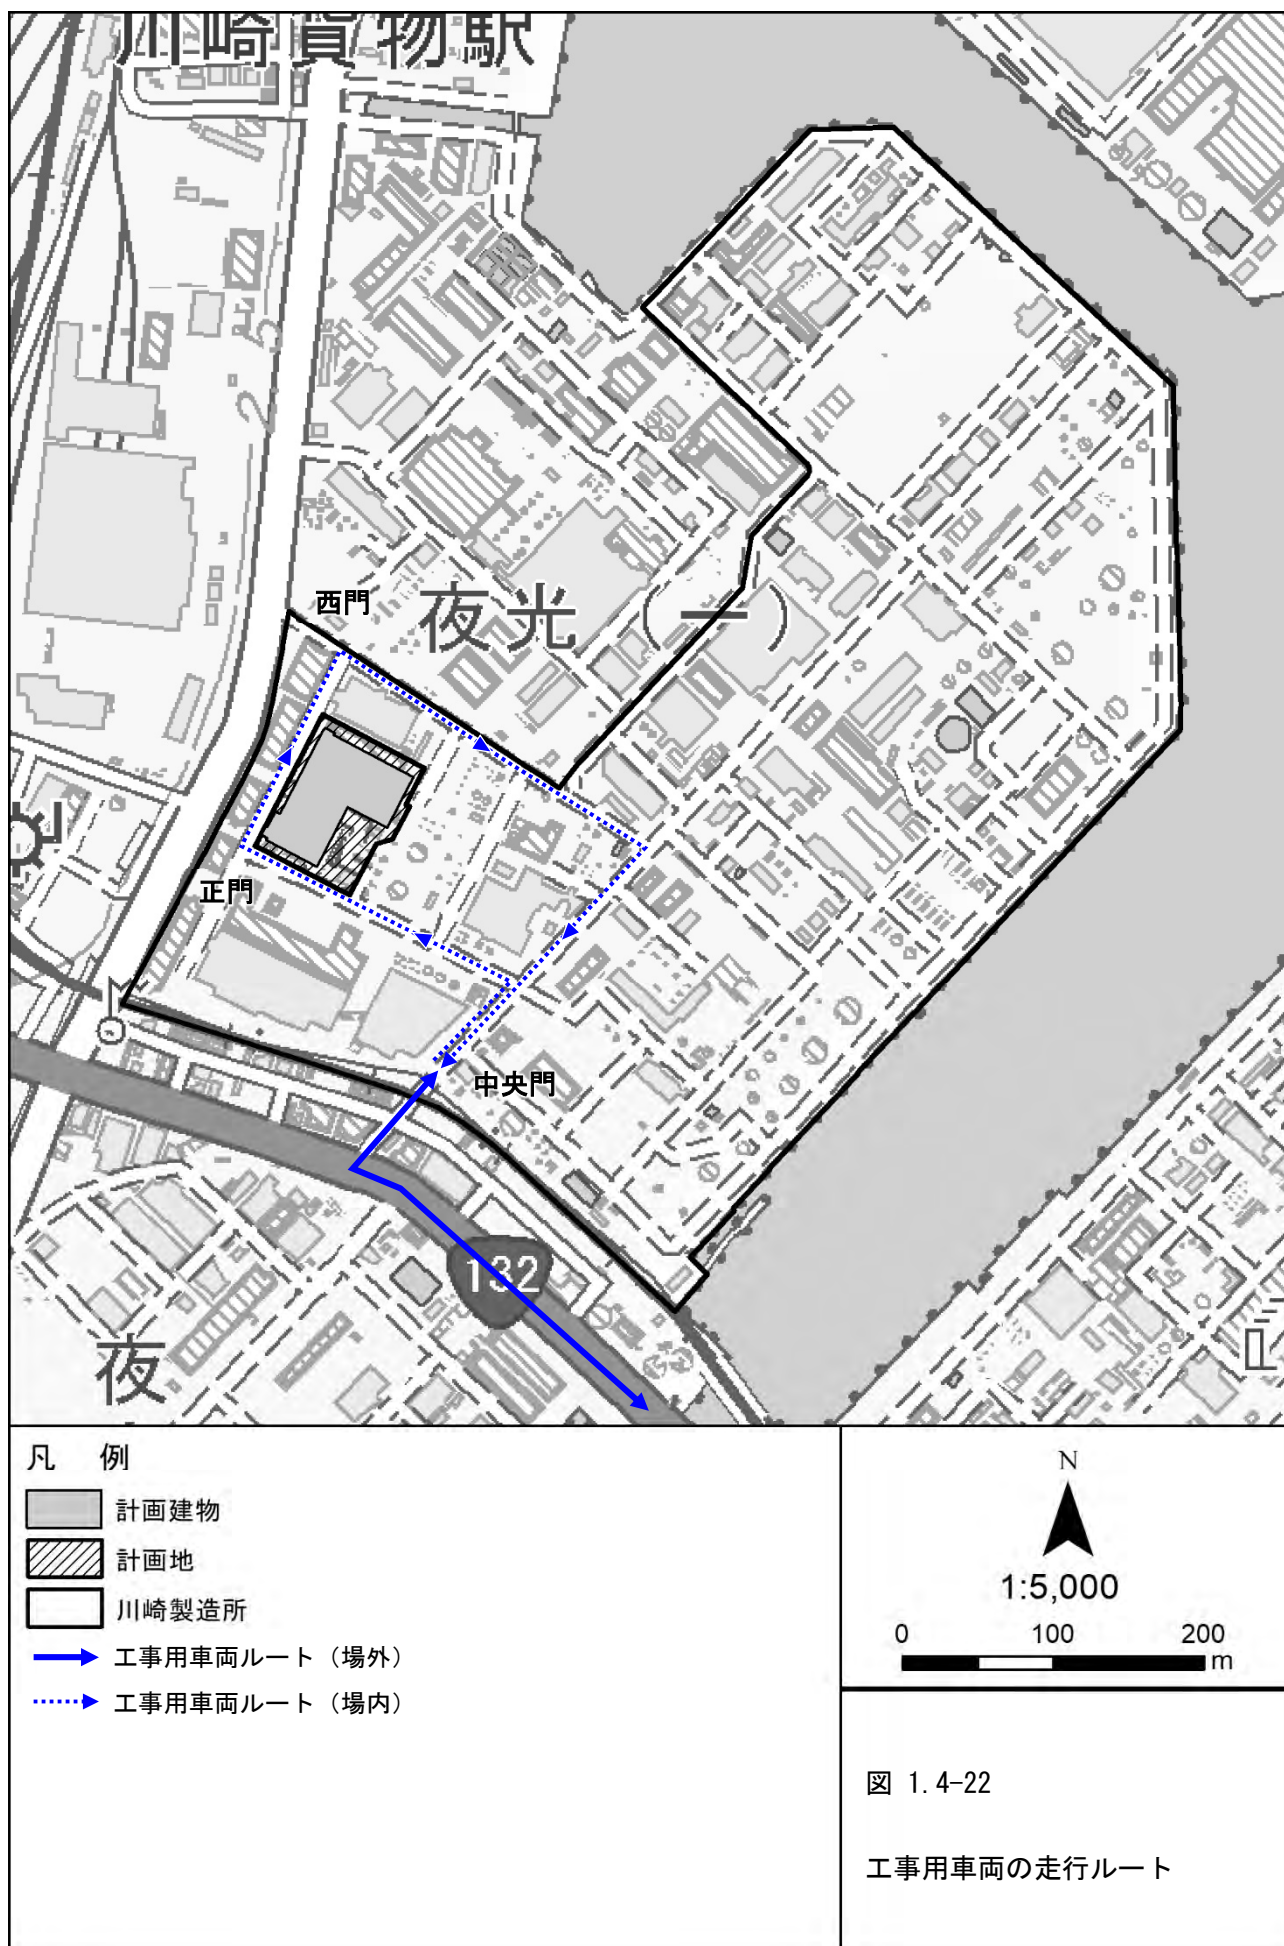 川崎貨物駅
25
西門
夜光
(一)
正門
中央門
132
夜
凡 例
計画建物
計画地
川崎製造所
工事用車両ルート（場外）
工事用車両ルート（場内）
N
1:5,000
0 100 200
m
図 1.4-22
工事用車両の走行ルート